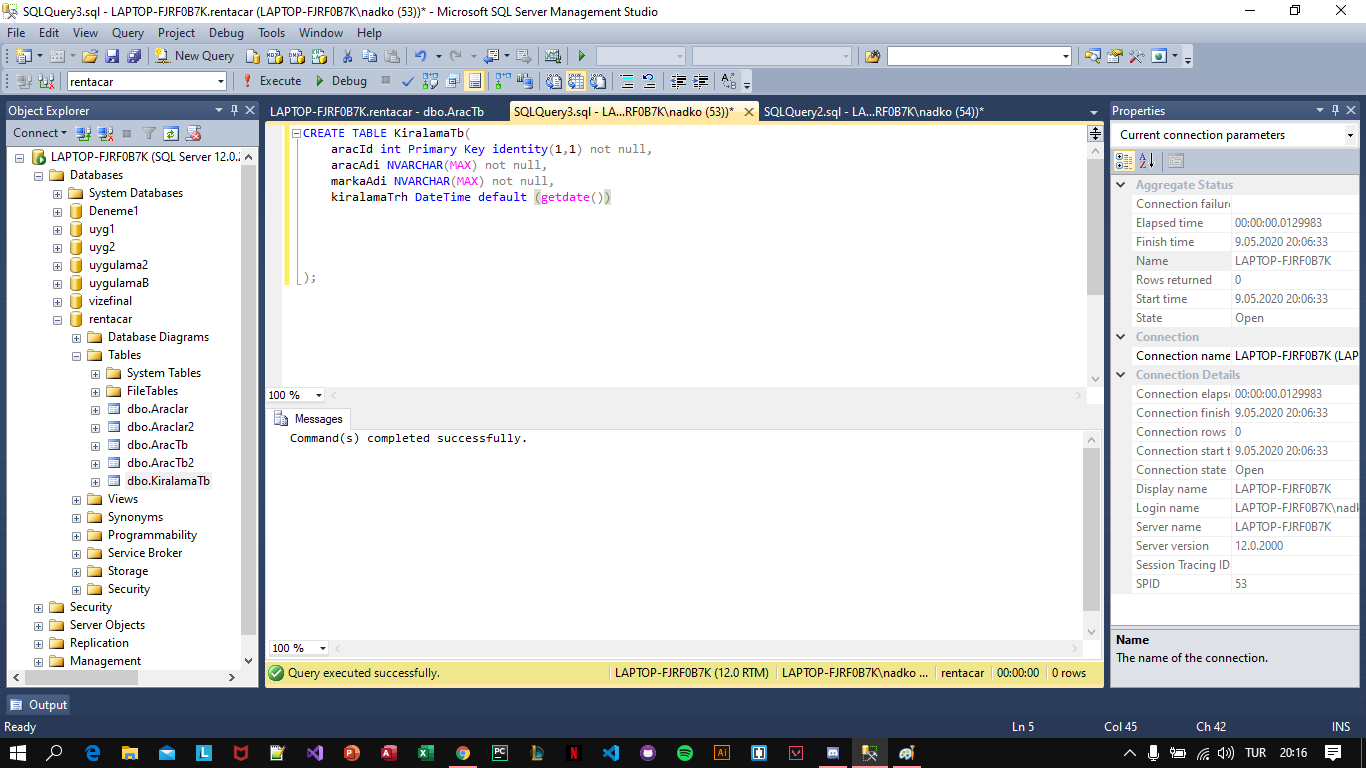 SQLQuery3.sql - LAPTOP-FJRF0B7K.rentacar (LAPTOP-FJRF0B7K\nadko (53))* - Microsoft SQL Server Management Studio
File Edit View Query Project Debug Tools Window Help
New Query
rentacar Execute Debug
Object Explorer
Connect
LAPTOP-FJRF0B7K (SQL Server 12.0.2
Databases
System Databases
Deneme1
uyg1
uyg2
uygulama2
uygulamaB
vizefinal
rentacar
Database Diagrams
Tables
System Tables
FileTables
dbo.Araclar
dbo.Araclar2
dbo.AracTb
dbo.AracTb2
dbo.KiralamaTb
Views
Synonyms
Programmability
Service Broker
Storage
Security
Security
Server Objects
Replication
Management
LAPTOP-FJRF0B7K.rentacar - dbo.AracTb SQLQuery3.sql - LA...RF0B7K\nadko (53))* SQLQuery2.sql - LA...RF0B7K\nadko (54))*
CREATE TABLE KiralamaTb(
aracId int Primary Key identity(1,1) not null,
aracAdi NVARCHAR(MAX) not null,
markaAdi NVARCHAR(MAX) not null,
kiralamaTrh DateTime default (getdate())
);
100 %
Messages
Command(s) completed successfully.
100 %
Query executed successfully. LAPTOP-FJRF0B7K (12.0 RTM) LAPTOP-FJRF0B7K\nadko ... rentacar 00:00:00 0 rows
Properties
Current connection parameters
Aggregate Status
Connection failure
Elapsed time 00:00:00.0129983
Finish time 9.05.2020 20:06:33
Name LAPTOP-FJRF0B7K
Rows returned 0
Start time 9.05.2020 20:06:33
State Open
Connection
Connection name LAPTOP-FJRF0B7K (LAP
Connection Details
Connection elapse 00:00:00.0129983
Connection finish 9.05.2020 20:06:33
Connection rows 0
Connection start t 9.05.2020 20:06:33
Connection state Open
Display name LAPTOP-FJRF0B7K
Login name LAPTOP-FJRF0B7K\nadk
Server name LAPTOP-FJRF0B7K
Server version 12.0.2000
Session Tracing ID
SPID 53
Name
The name of the connection.
Output
Ready Ln 5 Col 45 Ch 42 INS
TUR 20:16